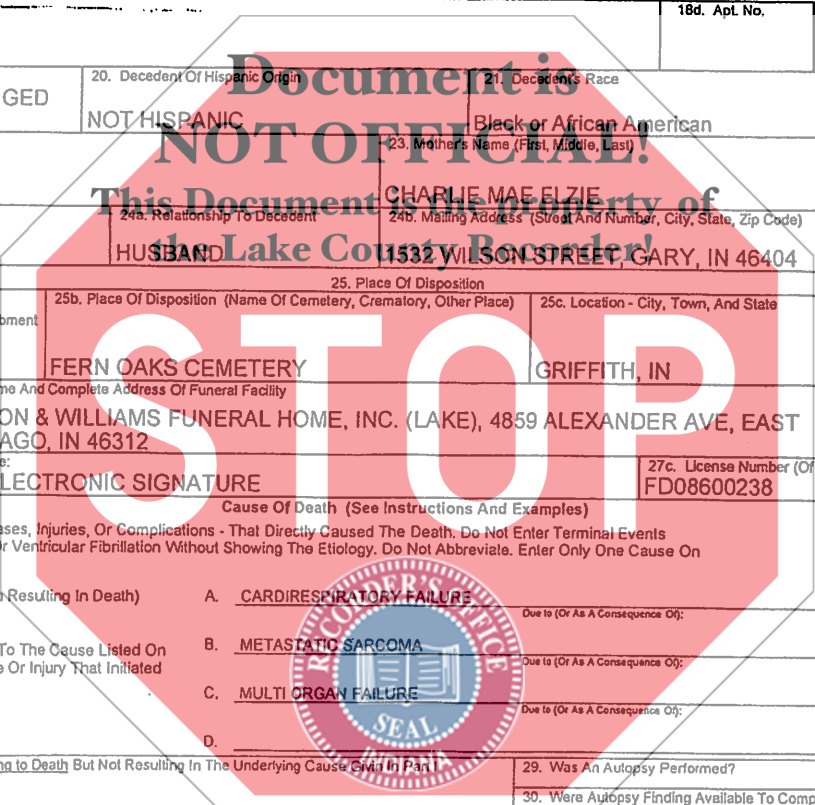 18d. Apt. No.
GED
20. Decedent Of Hispanic Origin
NOT HISPANIC
21. Decedent's Race
Black or African American
Document is
NOT OFFICIAL!
This Document is the property of
the Lake County Recorder!
23. Mother's Name (First, Middle, Last)
CHARLIE MAE ELZIE
24a. Relationship To Decedent
HUSBAND
24b. Mailing Address (Street And Number, City, State, Zip Code)
1532 WILSON STREET, GARY, IN 46404
25. Place Of Disposition
25b. Place Of Disposition (Name Of Cemetery, Crematory, Other Place)
25c. Location - City, Town, And State
bment
FERN OAKS CEMETERY
GRIFFITH, IN
STOP
me And Complete Address Of Funeral Facility
ON & WILLIAMS FUNERAL HOME, INC. (LAKE), 4859 ALEXANDER AVE, EAST
AGO, IN 46312
e:
LECTRONIC SIGNATURE
27c. License Number (Of
FD08600238
Cause Of Death (See Instructions And Examples)
ases, Injuries, Or Complications - That Directly Caused The Death. Do Not Enter Terminal Events
r Ventricular Fibrillation Without Showing The Etiology. Do Not Abbreviate. Enter Only One Cause On
Resulting In Death)
A. CARDIRESPIRATORY FAILURE
Due to (Or As A Consequence Of):
To The Cause Listed On
e Or Injury That Initiated
B. METASTATIC SARCOMA
Due to (Or As A Consequence Of):
C. MULTI ORGAN FAILURE
Due to (Or As A Consequence Of):
D.
RECORDER'S OFFICE
SEAL
INDIANA
ng to Death But Not Resulting In The Underlying Cause Givin In Part I
29. Was An Autopsy Performed?
30. Were Autopsy Finding Available To Comp